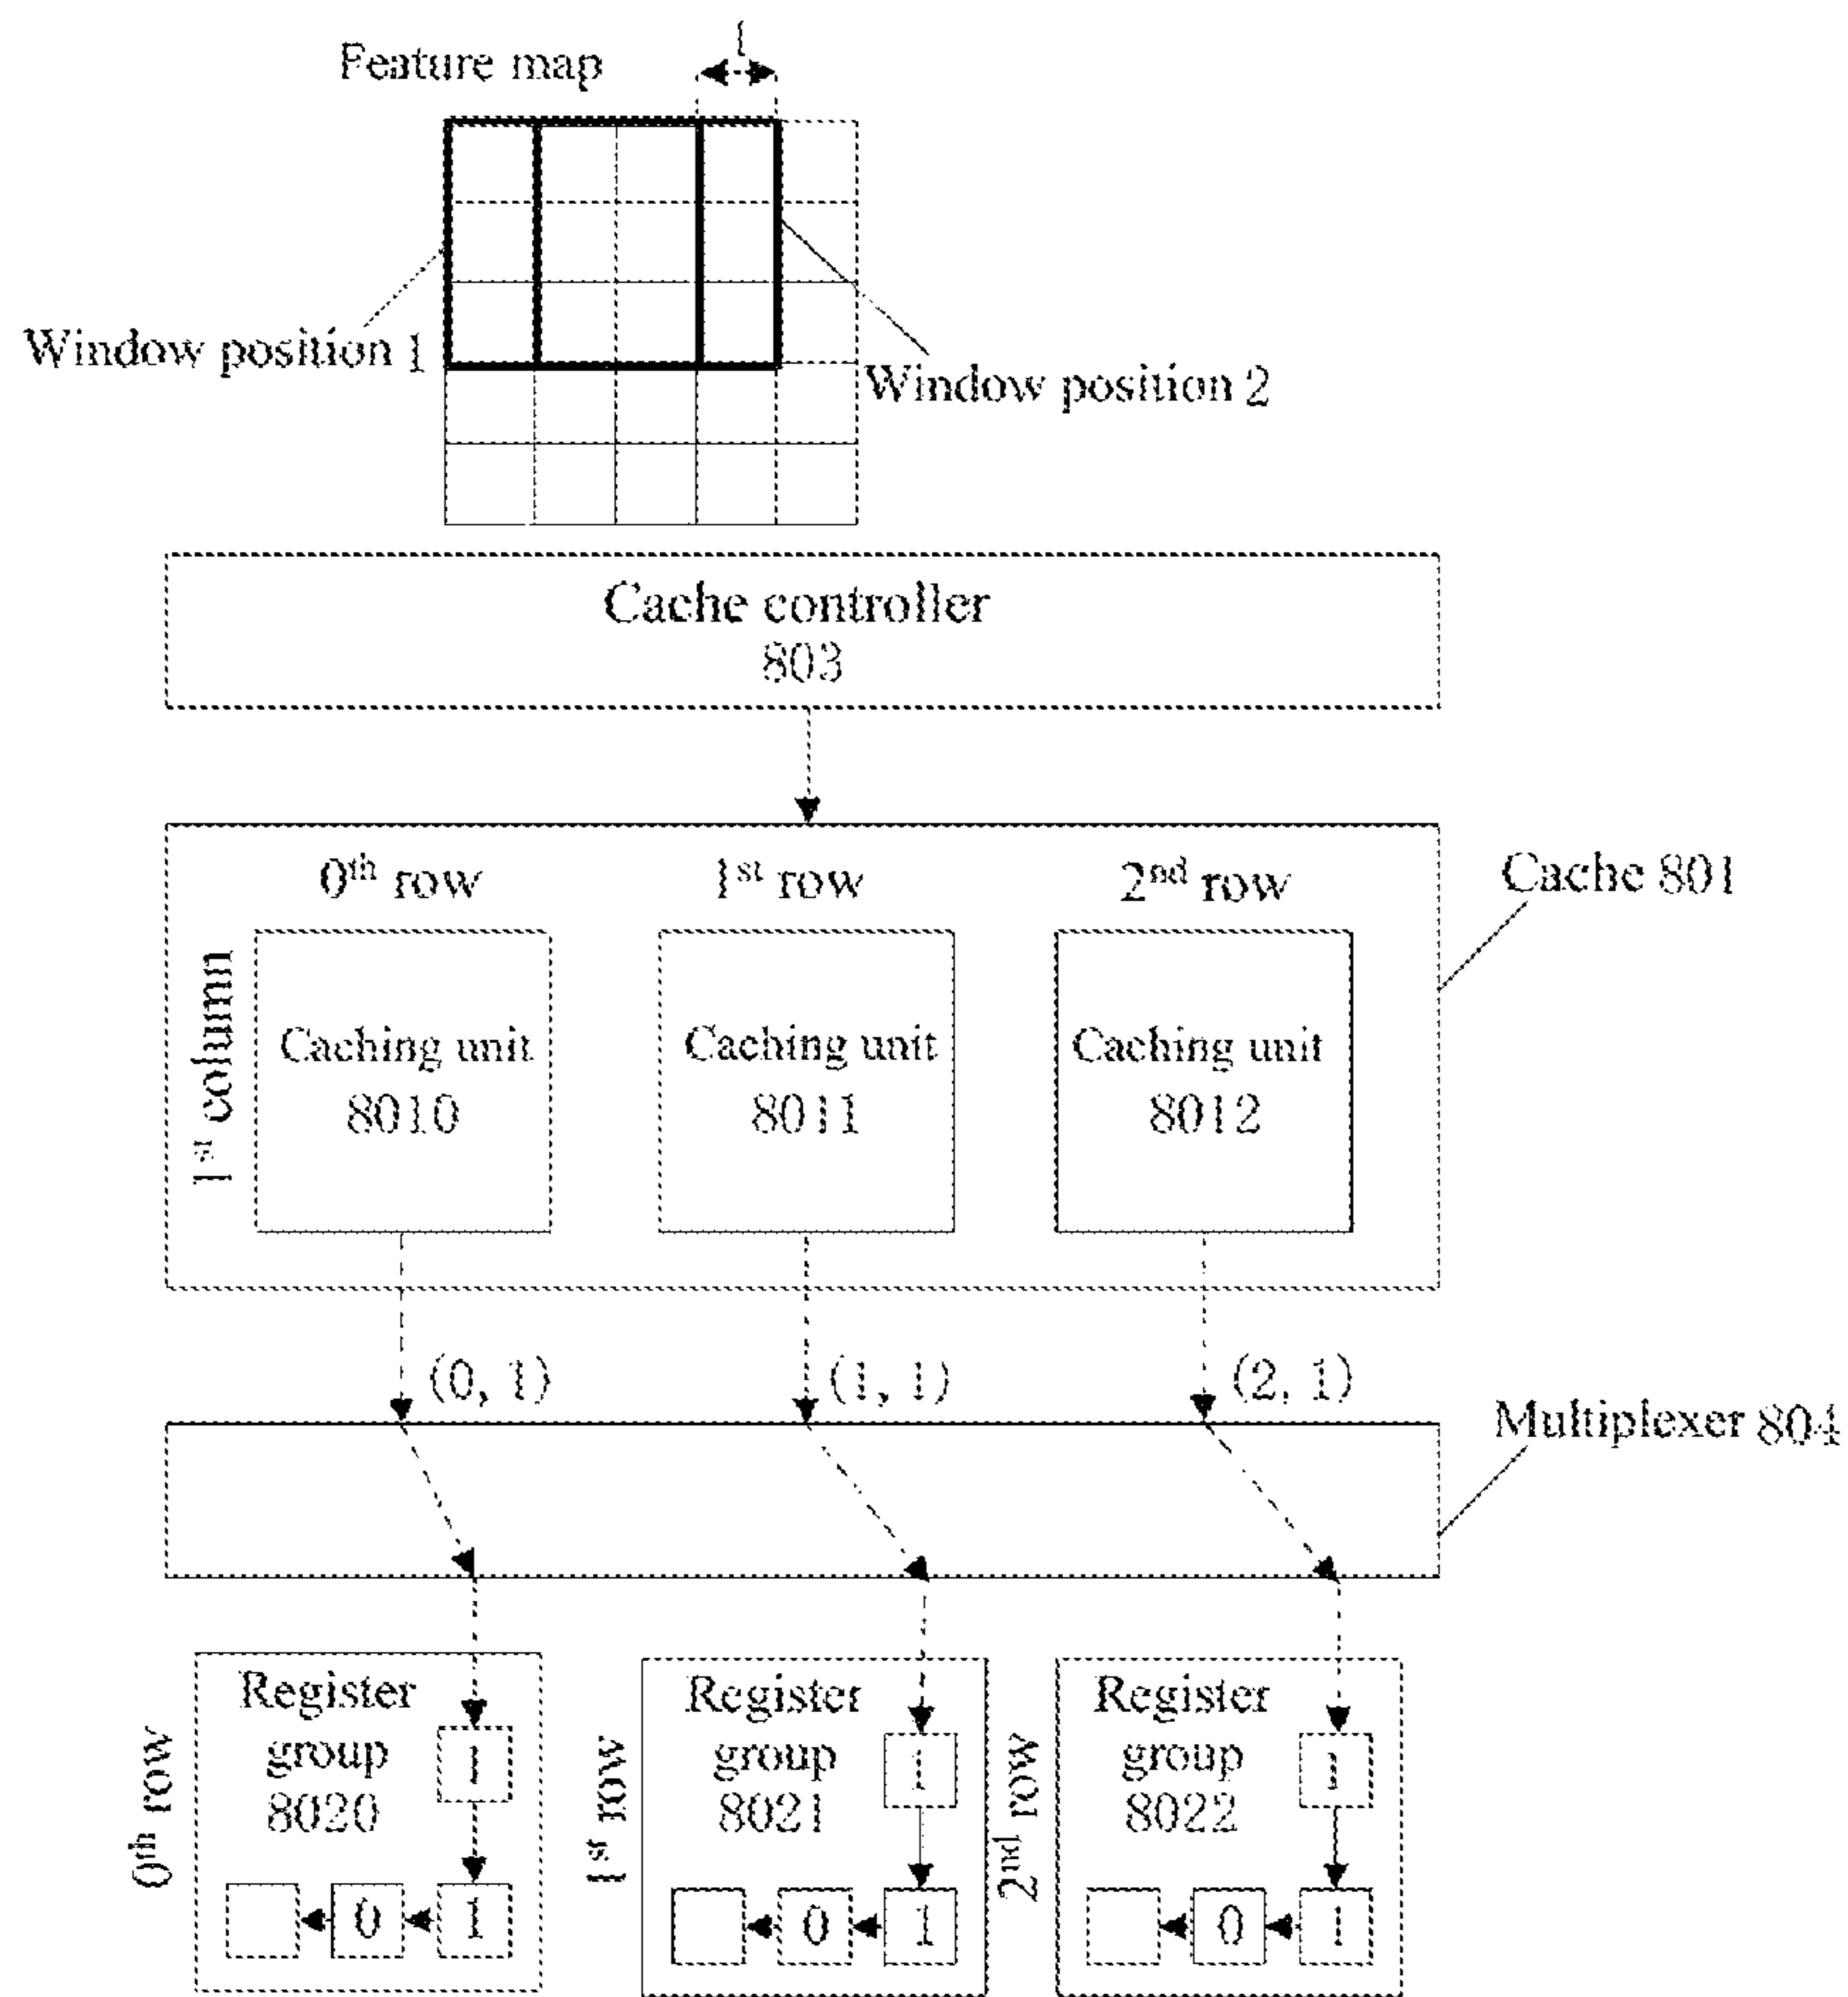 1
Feature map
Window position 1
Window position 2
Cache controller
803
0th row
1st row
2nd row
Cache 801
1st column
Caching unit
8010
Caching unit
8011
Caching unit
8012
(0, 1)
(1, 1)
(2, 1)
Multiplexer 804
0th row
Register
group
8020
1
0
1
1st row
Register
group
8021
1
0
1
2nd row
Register
group
8022
1
0
1